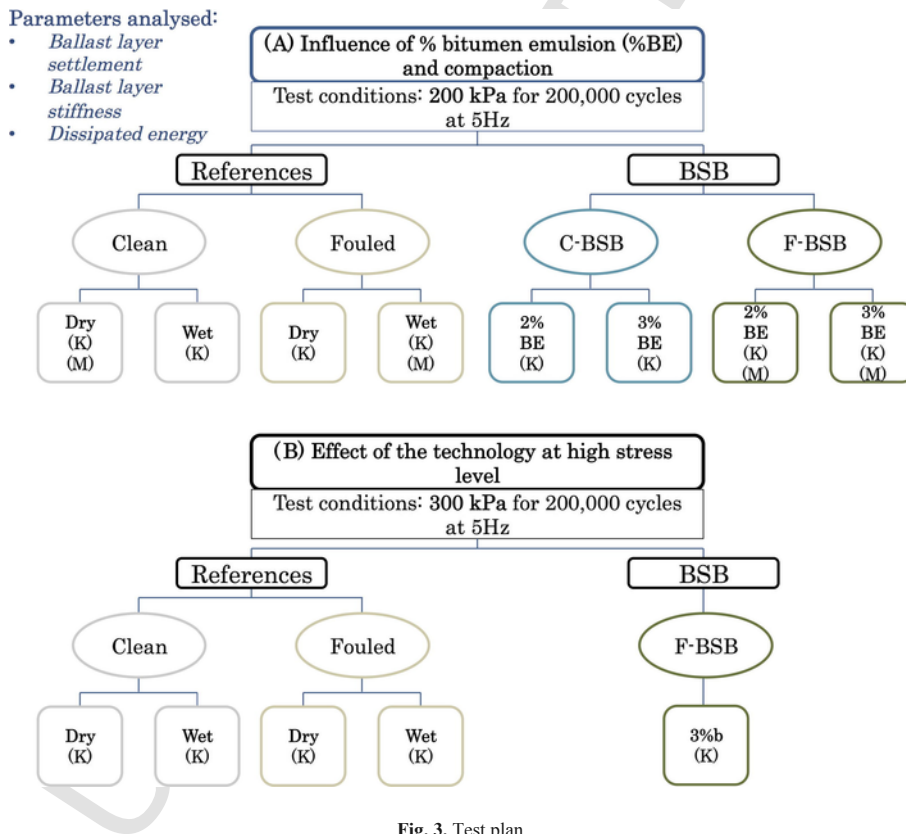 Parameters analysed:
• Ballast layer
settlement
• Ballast layer
stiffness
• Dissipated energy
(A) Influence of % bitumen emulsion (%BE)
and compaction
Test conditions: 200 kPa for 200,000 cycles
at 5Hz
References
BSB
Clean
Fouled
C-BSB
F-BSB
Dry
(K)
(M)
Wet
(K)
Dry
(K)
Wet
(K)
(M)
2%
BE
(K)
3%
BE
(K)
2%
BE
(K)
(M)
3%
BE
(K)
(M)
(B) Effect of the technology at high stress
level
Test conditions: 300 kPa for 200,000 cycles
at 5Hz
References
BSB
Clean
Fouled
F-BSB
Dry
(K)
Wet
(K)
Dry
(K)
Wet
(K)
3%b
(K)
Fig. 3. Test plan